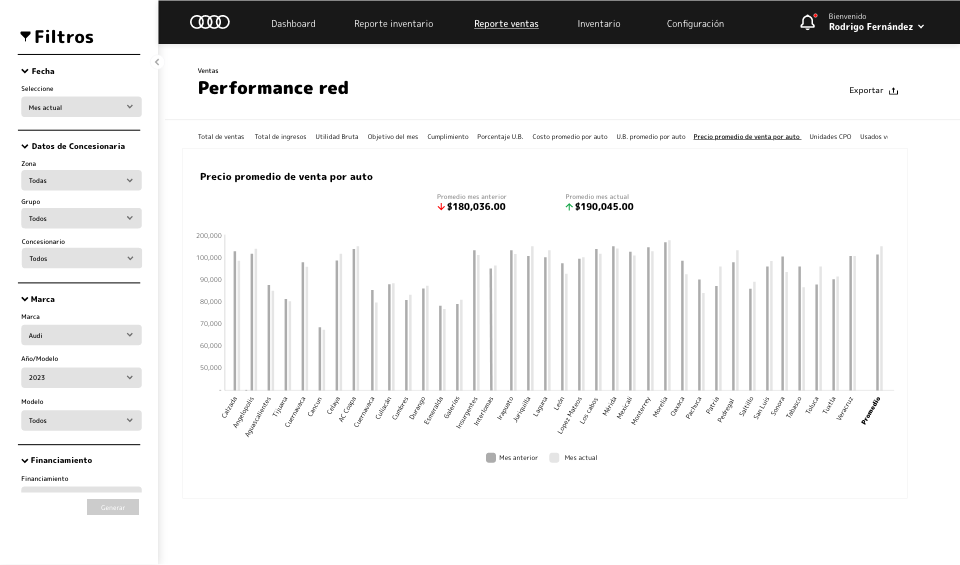 Filtros
Fecha
Seleccione
Mes actual
Datos de Concesionaria
Zona
Todas
Grupo
Todos
Concesionario
Todos
Marca
Marca
Audi
Año/Modelo
2023
Modelo
Todos
Financiamiento
Financiamiento
Generar
Dashboard Reporte inventario Reporte ventas Inventario Configuración
Bienvenido
Rodrigo Fernández
Ventas
Performance red
Exportar
Total de ventas Total de ingresos Utilidad Bruta Objetivo del mes Cumplimiento Porcentaje U.B. Costo promedio por auto U.B. promedio por auto Precio promedio de venta por auto Unidades CPO Usados v
Precio promedio de venta por auto
Promedio mes anterior Promedio mes actual
$180,036.00 $190,045.00
200,000
100,000
90,000
80,000
70,000
60,000
50,000
-
Calzada Angelopolis Aguascalientes Tijuana Cuernavaca Cancun Celaya AC Coapa Cuernavaca Culiacán Cumbres Durango Esmeralda Galerias Insurgentes Interlomas Irapuato Juriquilla Laguna León Lopez Mateos Los Cabos Mérida Mexicali Monterrey Morelia Oaxaca Pachuca Patria Pedregal Saltillo San Luis Sonora Tabasco Toluca Tuxtla Veracruz Promedio
Mes anterior Mes actual